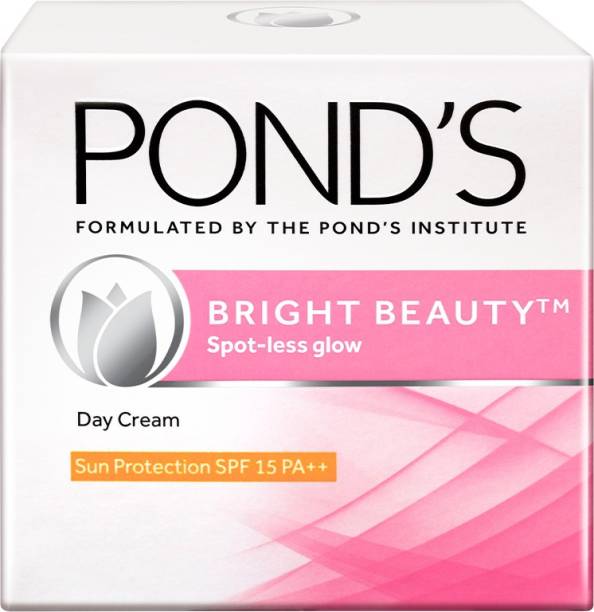 POND'S
FORMULATED BY THE POND'S INSTITUTE
BRIGHT BEAUTY™
Spot-less glow
Day Cream
Sun Protection SPF 15 PA++